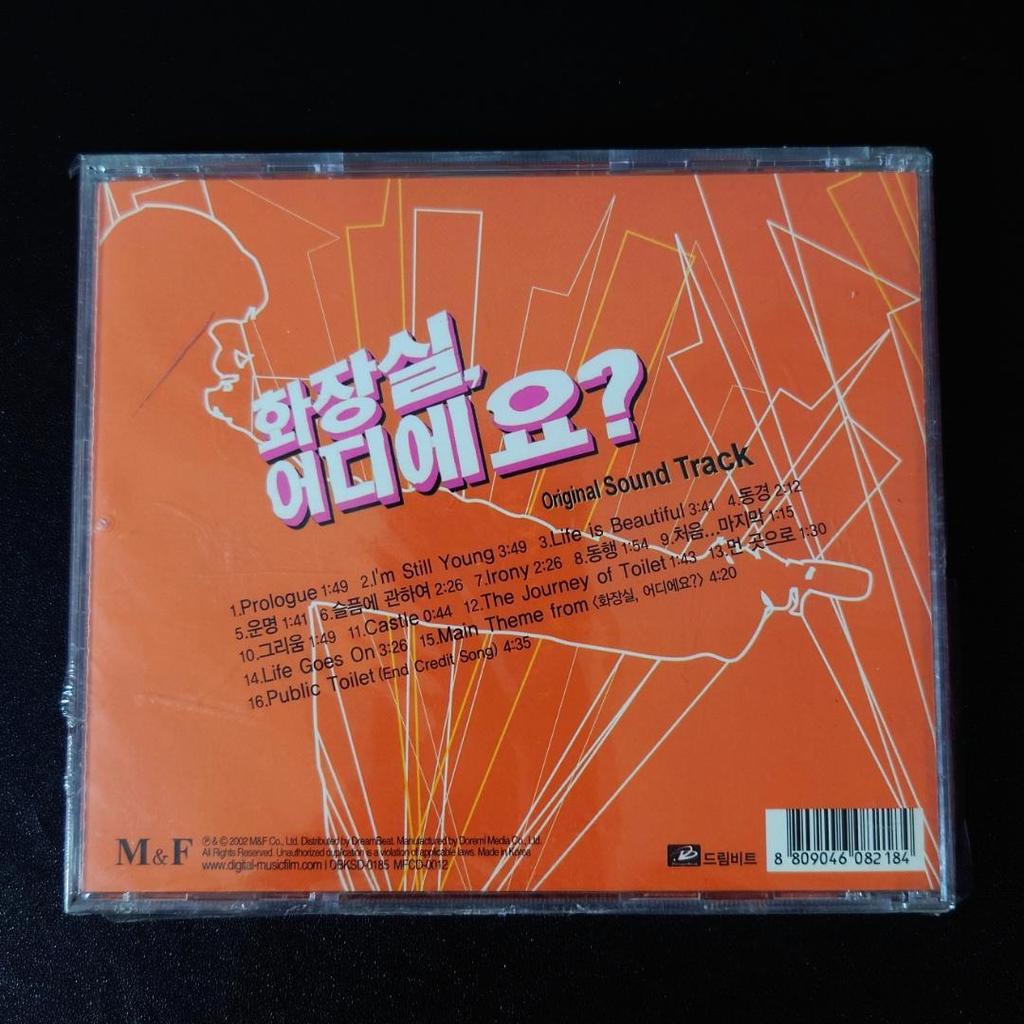 화장실,
어디에요?
Original Sound Track
1.Prologue 1:49 2.I'm Still Young 3:49 3.Life is Beautiful 3:41 4.동경 2:12
5.운명 1:41 6.슬픔에 관하여 2:26 7.Irony 2:26 8.동행 1:54 9.처음...마지막 1:15
10.그리움 1:49 11.Castle 0:44 12.The Journey of Toilet 1:43 13.먼 곳으로 1:30
14.Life Goes On 3:26 15.Main Theme from <화장실, 어디에요?> 4:20
16.Public Toilet (End Credit Song) 4:35
M&F
℗ & © 2002 M&F Co., Ltd. Distributed by DreamBeat. Manufactured by Doremi Media Co., Ltd.
All Rights Reserved. Unauthorized duplication is a violation of applicable laws. Made in Korea
www.digital-musicfilm.com | DBKSD-0185 MFCD-0012
드림비트
8 809046 082184